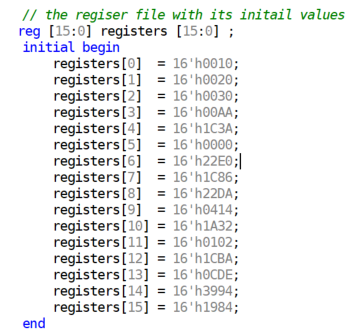 // the regiser file with its initail values
reg [15:0] registers [15:0] ;
initial begin
registers[0] = 16'h0010;
registers[1] = 16'h0020;
registers[2] = 16'h0030;
registers[3] = 16'h00AA;
registers[4] = 16'h1C3A;
registers[5] = 16'h0000;
registers[6] = 16'h22E0;
registers[7] = 16'h1C86;
registers[8] = 16'h22DA;
registers[9] = 16'h0414;
registers[10] = 16'h1A32;
registers[11] = 16'h0102;
registers[12] = 16'h1CBA;
registers[13] = 16'h0CDE;
registers[14] = 16'h3994;
registers[15] = 16'h1984;
end